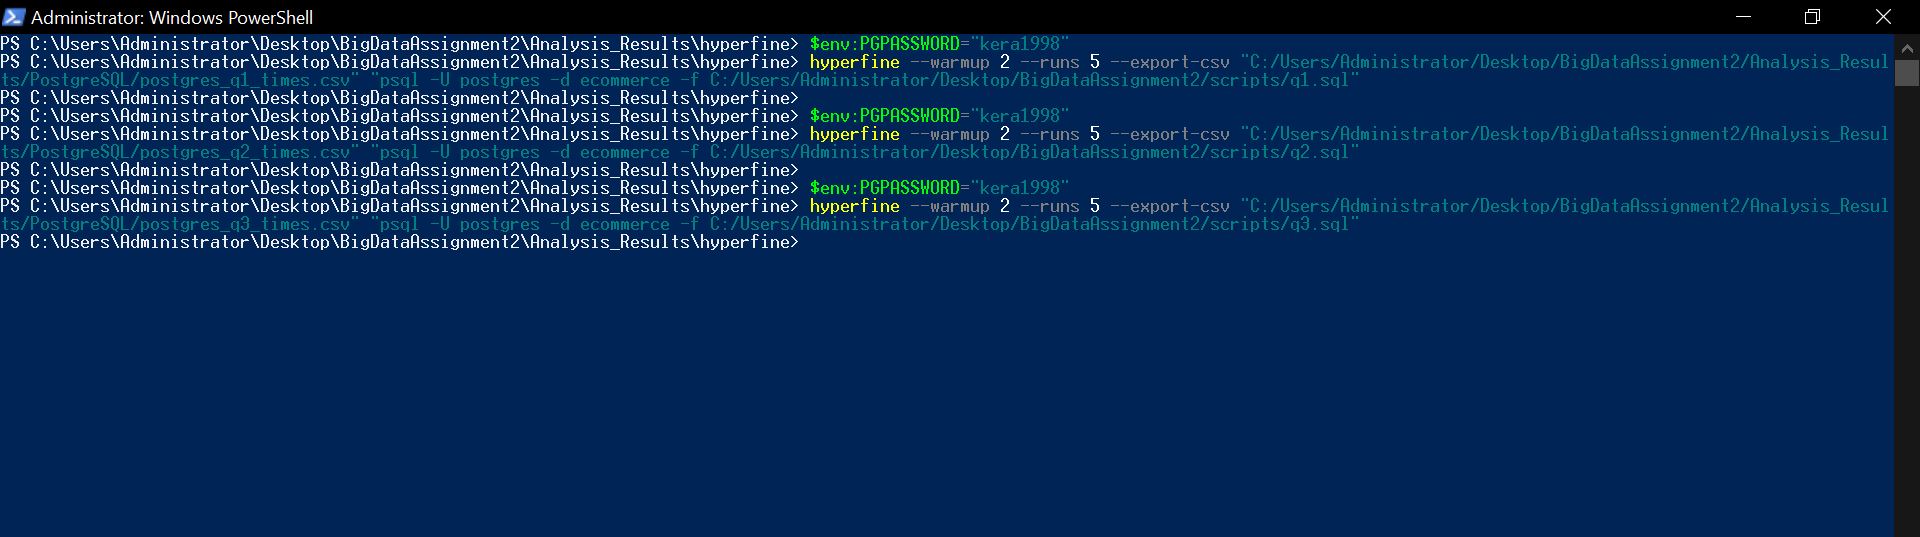 Administrator: Windows PowerShell
PS C:\Users\Administrator\Desktop\BigDataAssignment2\Analysis_Results\hyperfine> $env:PGPASSWORD="kera1998"
PS C:\Users\Administrator\Desktop\BigDataAssignment2\Analysis_Results\hyperfine> hyperfine --warmup 2 --runs 5 --export-csv "C:/Users/Administrator/Desktop/BigDataAssignment2/Analysis_Resul
ts/PostgreSQL/postgres_q1_times.csv" "psql -U postgres -d ecommerce -f C:/Users/Administrator/Desktop/BigDataAssignment2/scripts/q1.sql"
PS C:\Users\Administrator\Desktop\BigDataAssignment2\Analysis_Results\hyperfine>
PS C:\Users\Administrator\Desktop\BigDataAssignment2\Analysis_Results\hyperfine> $env:PGPASSWORD="kera1998"
PS C:\Users\Administrator\Desktop\BigDataAssignment2\Analysis_Results\hyperfine> hyperfine --warmup 2 --runs 5 --export-csv "C:/Users/Administrator/Desktop/BigDataAssignment2/Analysis_Resul
ts/PostgreSQL/postgres_q2_times.csv" "psql -U postgres -d ecommerce -f C:/Users/Administrator/Desktop/BigDataAssignment2/scripts/q2.sql"
PS C:\Users\Administrator\Desktop\BigDataAssignment2\Analysis_Results\hyperfine>
PS C:\Users\Administrator\Desktop\BigDataAssignment2\Analysis_Results\hyperfine> $env:PGPASSWORD="kera1998"
PS C:\Users\Administrator\Desktop\BigDataAssignment2\Analysis_Results\hyperfine> hyperfine --warmup 2 --runs 5 --export-csv "C:/Users/Administrator/Desktop/BigDataAssignment2/Analysis_Resul
ts/PostgreSQL/postgres_q3_times.csv" "psql -U postgres -d ecommerce -f C:/Users/Administrator/Desktop/BigDataAssignment2/scripts/q3.sql"
PS C:\Users\Administrator\Desktop\BigDataAssignment2\Analysis_Results\hyperfine>